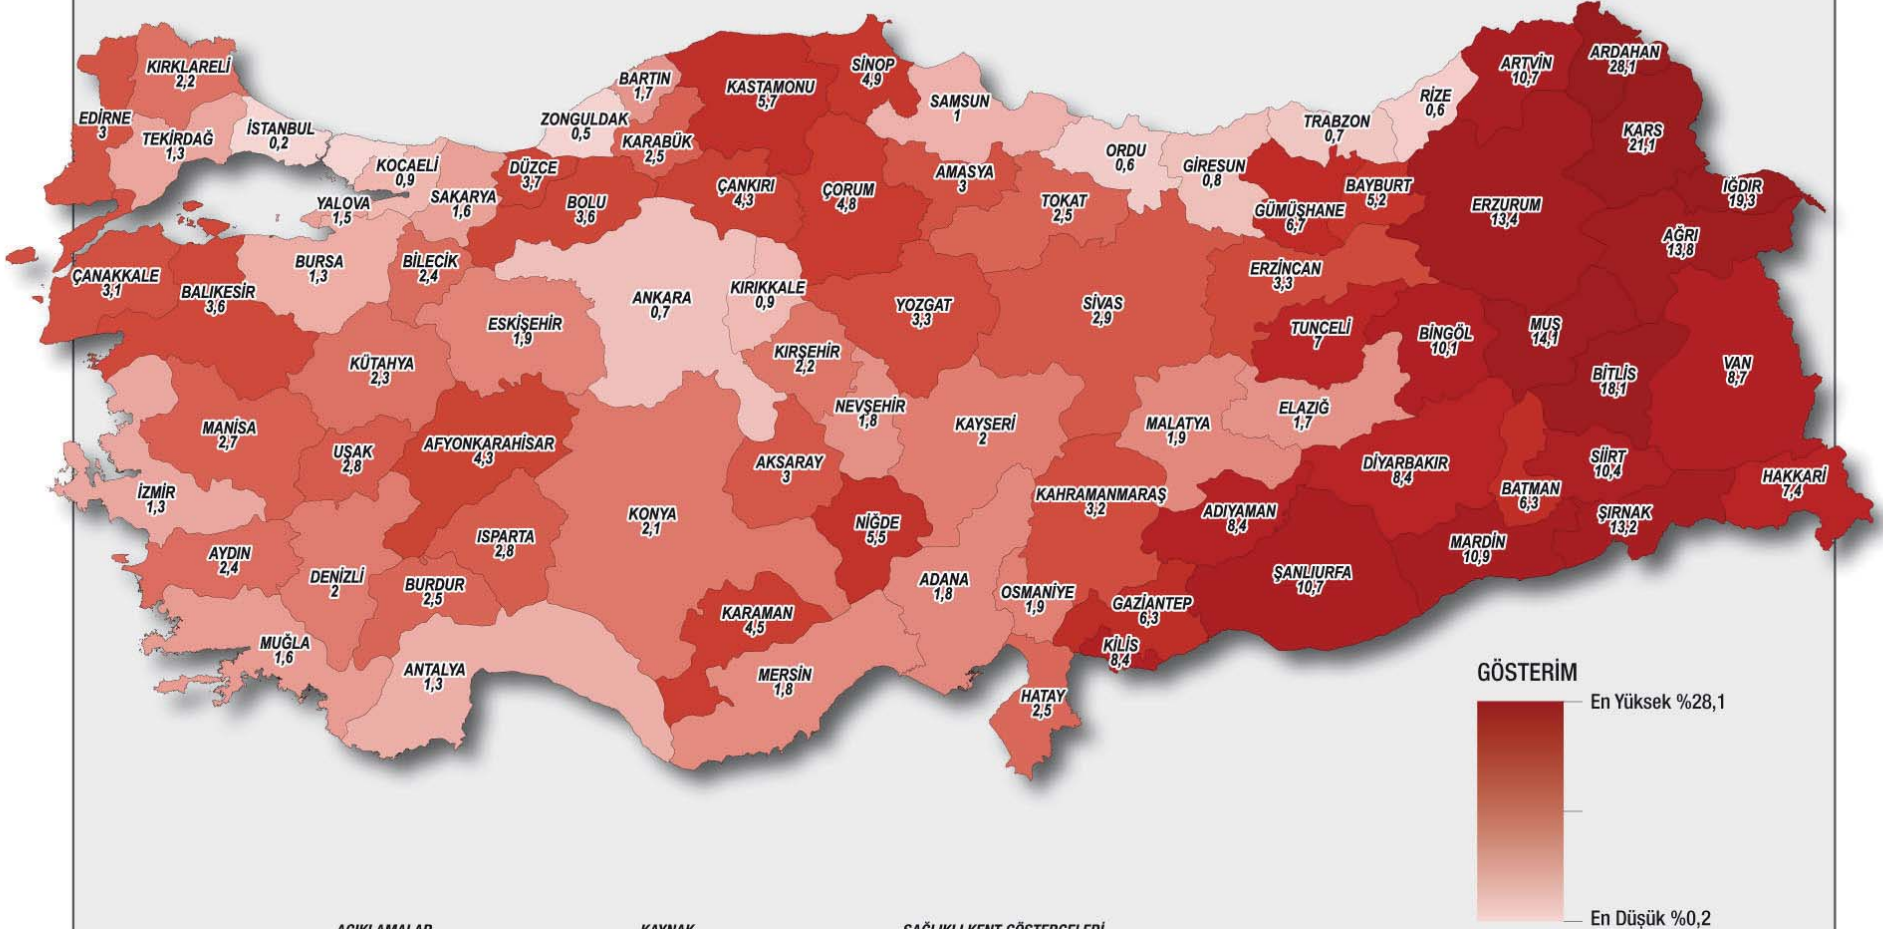 KIRKLARELİ
2,2
EDİRNE
3
TEKİRDAĞ
1,3
İSTANBUL
0,2
KOCAELİ
0,9
YALOVA
1,5
SAKARYA
1,6
DÜZCE
3,7
BOLU
3,6
ZONGULDAK
0,5
BARTIN
1,7
KARABÜK
2,5
KASTAMONU
5,7
SİNOP
4,9
SAMSUN
1
ÇANKIRI
4,3
ÇORUM
4,8
AMASYA
3
TOKAT
2,5
ORDU
0,6
GİRESUN
0,8
TRABZON
0,7
RİZE
0,6
ARTVİN
10,7
ARDAHAN
28,1
KARS
21,1
IĞDIR
19,3
GÜMÜŞHANE
6,7
BAYBURT
5,2
ERZURUM
13,4
AĞRI
13,8
ÇANAKKALE
3,1
BALIKESİR
3,6
BURSA
1,3
BİLECİK
2,4
ESKİŞEHİR
1,9
ANKARA
0,7
KIRIKKALE
0,9
YOZGAT
3,3
SİVAS
2,9
ERZİNCAN
3,3
TUNCELİ
7
BİNGÖL
10,1
MUŞ
14,1
BİTLİS
18,1
VAN
8,7
KÜTAHYA
2,3
KIRŞEHİR
2,2
NEVŞEHİR
1,8
KAYSERİ
2
MALATYA
1,9
ELAZIĞ
1,7
MANİSA
2,7
UŞAK
2,8
AFYONKARAHİSAR
4,3
AKSARAY
3
DİYARBAKIR
8,4
BATMAN
6,3
SİİRT
10,4
HAKKARİ
7,4
ŞIRNAK
13,2
İZMİR
1,3
KONYA
2,1
NİĞDE
5,5
KAHRAMANMARAŞ
3,2
ADIYAMAN
8,4
MARDİN
10,9
AYDIN
2,4
DENİZLİ
2
ISPARTA
2,8
BURDUR
2,5
KARAMAN
4,5
ADANA
1,8
OSMANİYE
1,9
GAZİANTEP
6,3
ŞANLIURFA
10,7
KİLİS
8,4
MUĞLA
1,6
ANTALYA
1,3
MERSİN
1,8
HATAY
2,5
GÖSTERİM
En Yüksek %28,1
En Düşük %0,2
AÇIKLAMALAR
KAYNAK
SAĞLIKLI KENT GÖSTERGELERİ